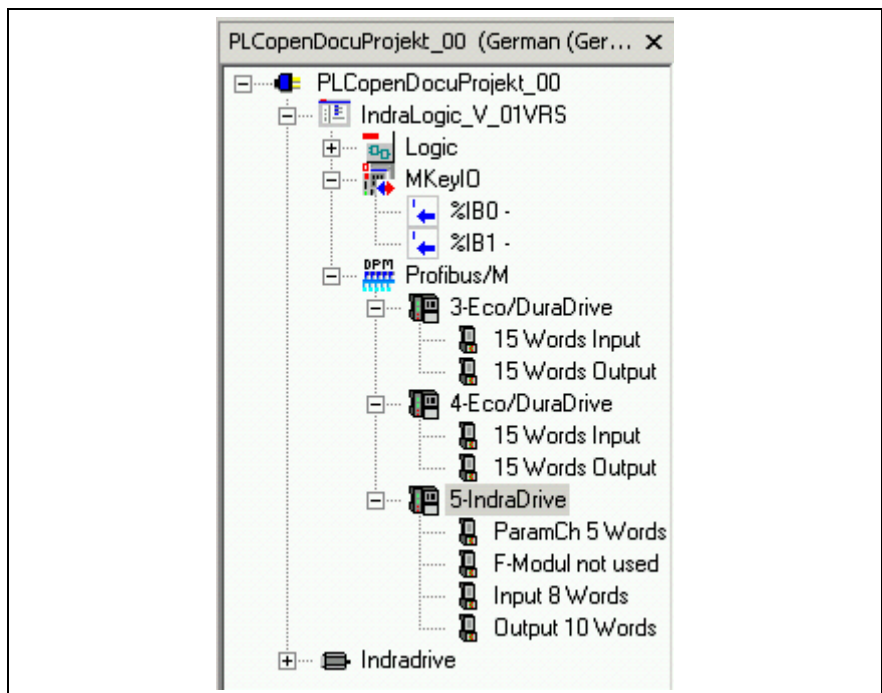 PLCopenDocuProjekt_00 (German (Ger...
PLCopenDocuProjekt_00
IndraLogic_V_01VRS
Logic
MKeyIO
%IB0 -
%IB1 -
DPM
Profibus/M
3-Eco/DuraDrive
15 Words Input
15 Words Output
4-Eco/DuraDrive
15 Words Input
15 Words Output
5-IndraDrive
ParamCh 5 Words
F-Modul not used
Input 8 Words
Output 10 Words
Indradrive